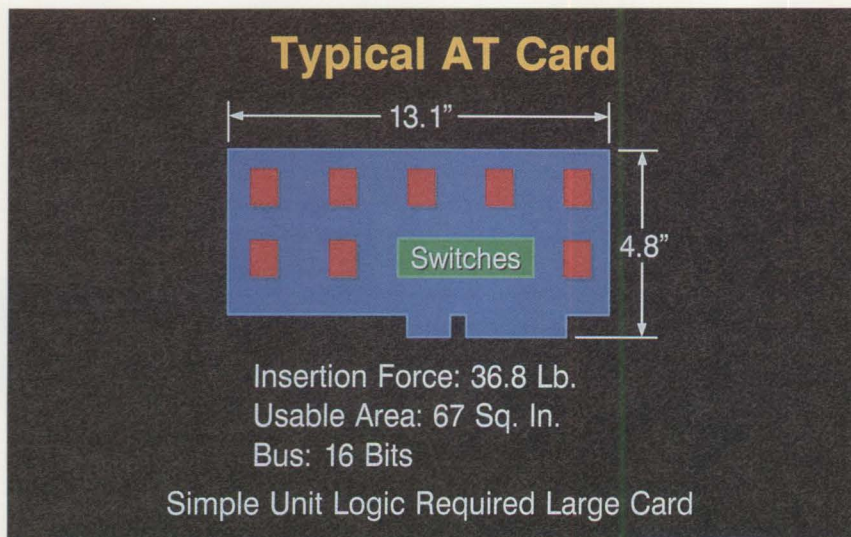 Typical AT Card
13.1”
4.8”
Switches
Insertion Force: 36.8 Lb.
Usable Area: 67 Sq. In.
Bus: 16 Bits
Simple Unit Logic Required Large Card